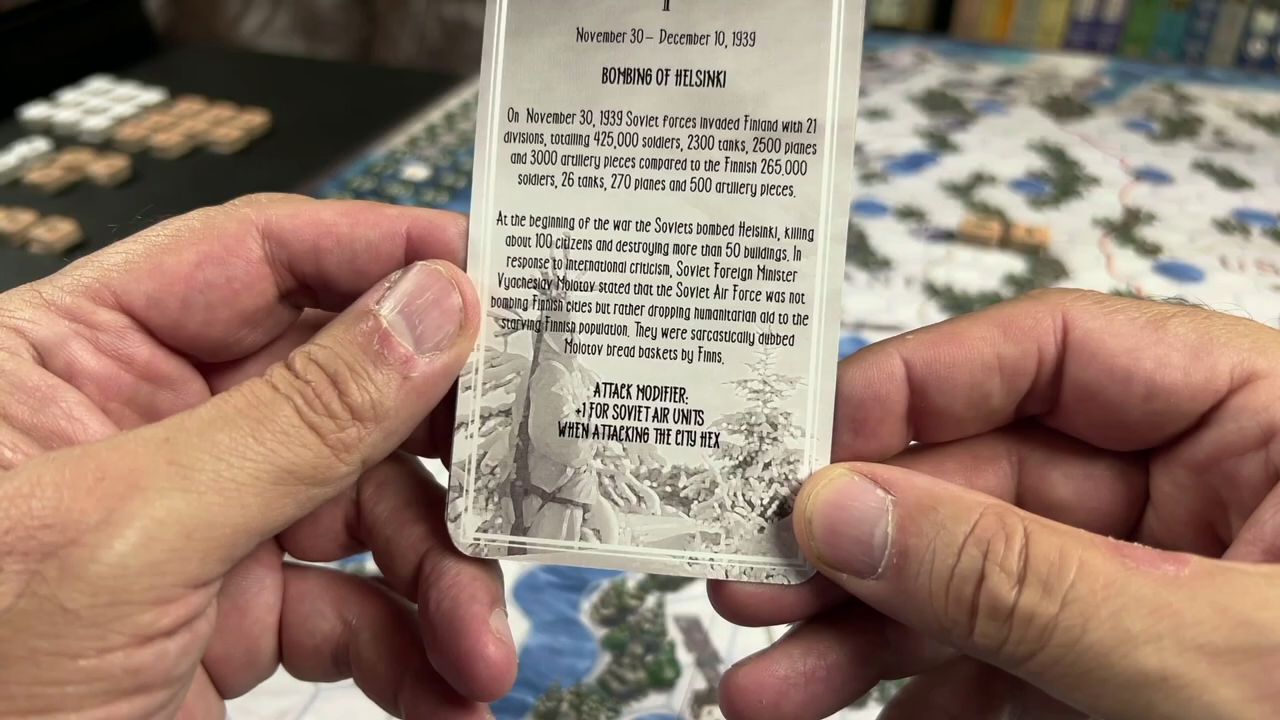 November 30– December 10, 1939
BOMBING OF HELSINKI
On November 30, 1939 Soviet forces invaded Finland with 21
divisions, totalling 425,000 soldiers, 2300 tanks, 2500 planes
and 3000 artillery pieces compared to the Finnish 265,000
soldiers, 26 tanks, 270 planes and 500 artillery pieces.
At the beginning of the war the Soviets bombed Helsinki, killing
about 100 citizens and destroying more than 50 buildings. In
response to international criticism, Soviet Foreign Minister
Vyacheslav Molotov stated that the Soviet Air Force was not
bombing Finnish cities but rather dropping humanitarian aid to the
starving Finnish population. They were sarcastically dubbed
Molotov bread baskets by Finns.
ATTACK MODIFIER:
+1 FOR SOVIET AIR UNITS
WHEN ATTACKING THE CITY HEX